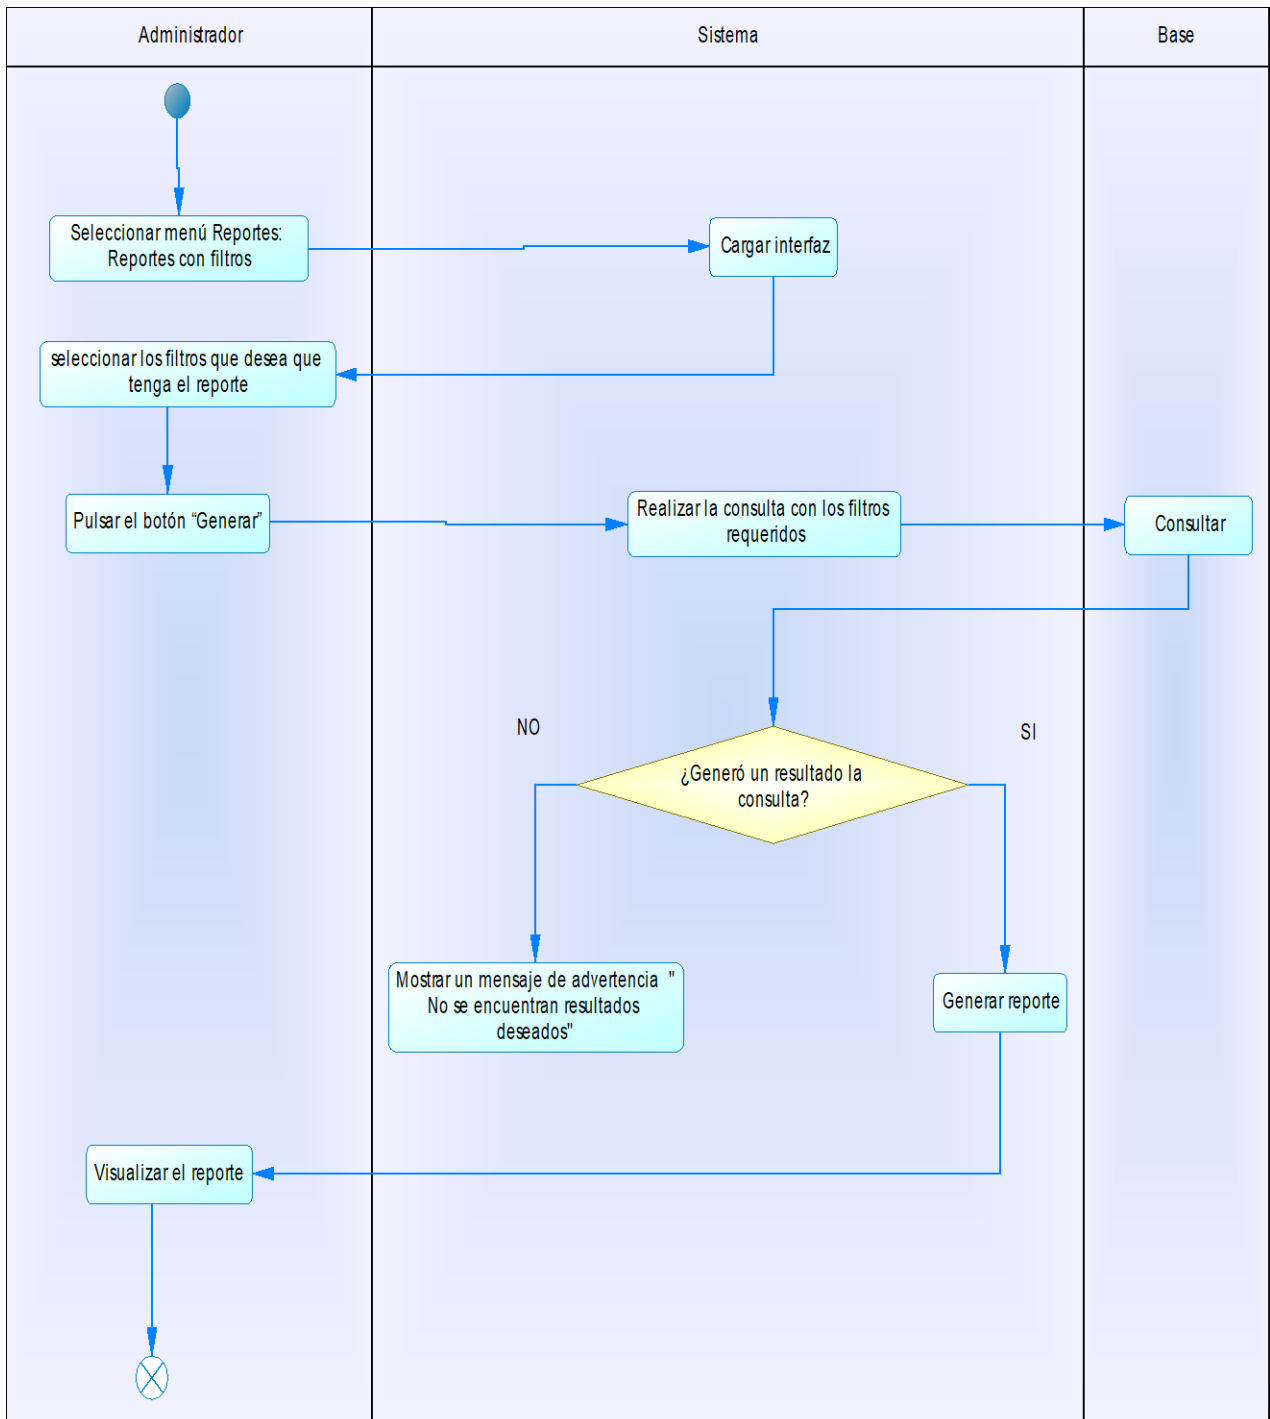 Administrador
Sistema
Base
Seleccionar menú Reportes:
Reportes con filtros
Cargar interfaz
seleccionar los filtros que desea que
tenga el reporte
Pulsar el botón “Generar”
Realizar la consulta con los filtros
requeridos
Consultar
NO
SI
¿Generó un resultado la
consulta?
Mostrar un mensaje de advertencia "
No se encuentran resultados
deseados"
Generar reporte
Visualizar el reporte